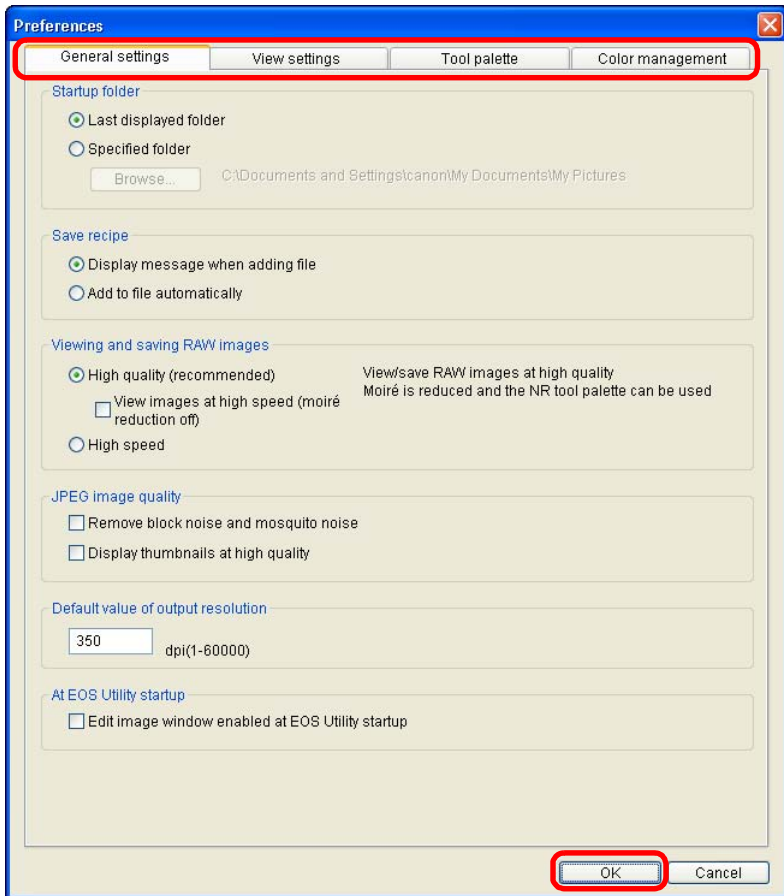 Preferences
General settings View settings Tool palette Color management
Startup folder
Last displayed folder
Specified folder
Browse... C:\Documents and Settings\canon\My Documents\My Pictures
Save recipe
Display message when adding file
Add to file automatically
Viewing and saving RAW images
High quality (recommended) View/save RAW images at high quality
Moiré is reduced and the NR tool palette can be used
View images at high speed (moiré
reduction off)
High speed
JPEG image quality
Remove block noise and mosquito noise
Display thumbnails at high quality
Default value of output resolution
350 dpi(1-60000)
At EOS Utility startup
Edit image window enabled at EOS Utility startup
OK Cancel